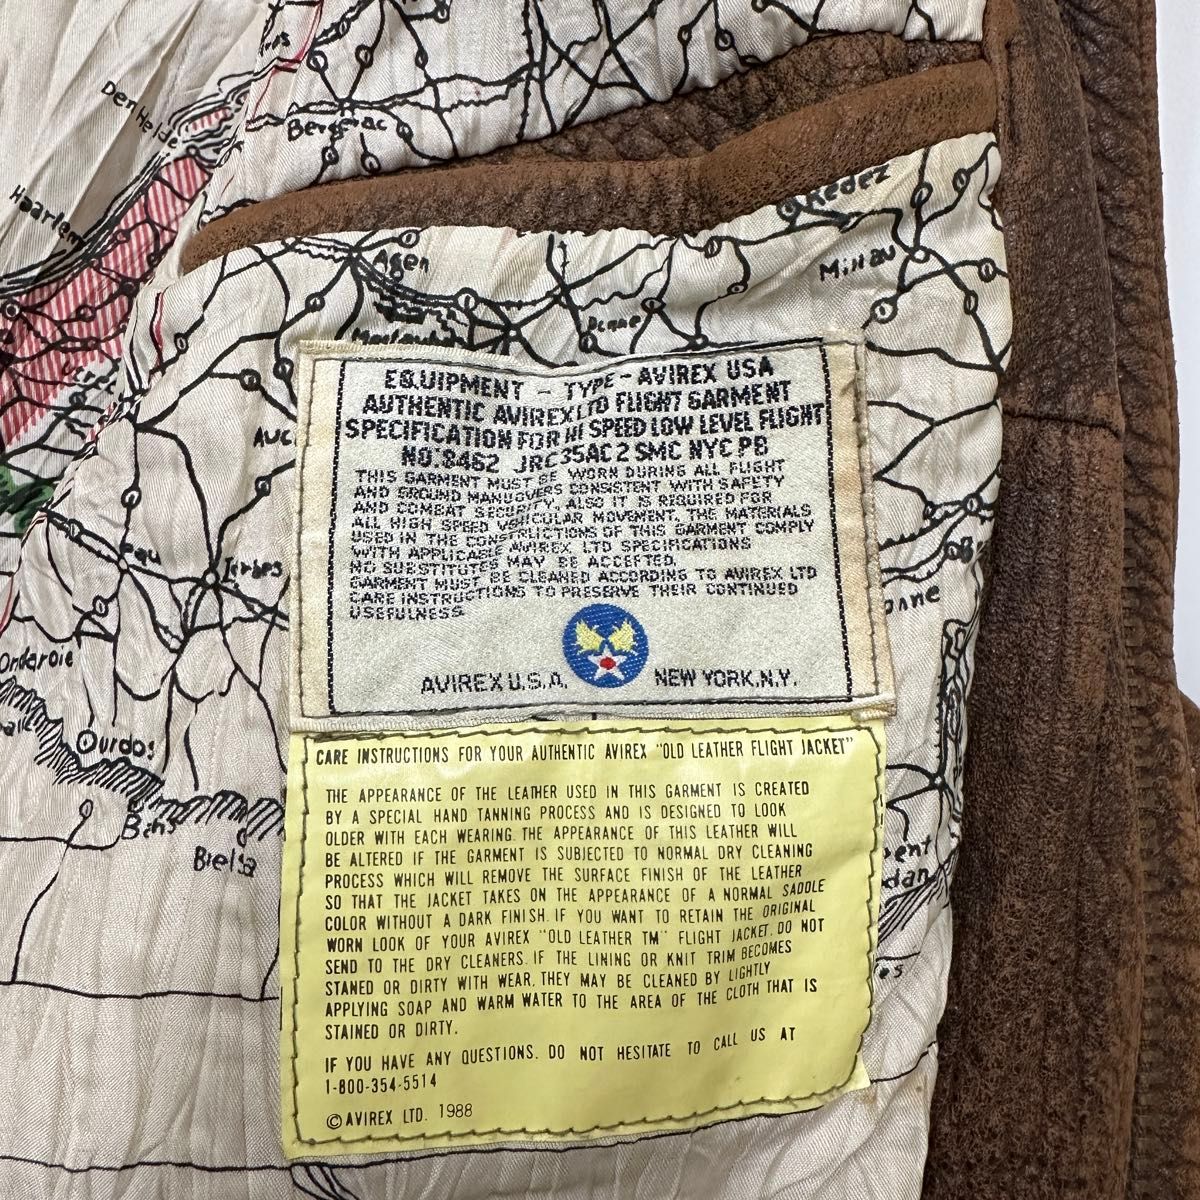 Den Helde
Bergerac
Haarlem
Redez
Agen
Millau
EQ.UIPMENT - TYPE - AVIREX USA
AUTHENTIC AVIREX LTD FLIGHT GARMENT
SPECIFICATION FOR HI SPEED LOW LEVEL FLIGHT
NO.8462 JRC35AC2 SMC NYC PB
THIS GARMENT MUST BE WORN DURING ALL FLIGHT
AND GROUND MANUOVERS CONSISTENT WITH SAFETY
AND COMBAT SECURITY. ALSO IT IS REQUIRED FOR
ALL HIGH SPEED VEHICULAR MOVEMENT. THE MATERIALS
USED IN THE CONSTRUCTIONS OF THIS GARMENT COMPLY
WITH APPLICABLE AVIREX LTD SPECIFICATIONS
NO SUBSTITUTES MAY BE ACCEPTED.
GARMENT MUST BE CLEANED ACCORDING TO AVIREX LTD
CARE INSTRUCTIONS TO PRESERVE THEIR CONTINUED
USEFULNESS
AVIREX U.S.A. NEW YORK.N.Y.
AUC
Pau
Tarbes
anne
Ondaroie
Ourdos
Bielsa
ent
dan
CARE INSTRUCTIONS FOR YOUR AUTHENTIC AVIREX "OLD LEATHER FLIGHT JACKET"
THE APPEARANCE OF THE LEATHER USED IN THIS GARMENT IS CREATED
BY A SPECIAL HAND TANNING PROCESS AND IS DESIGNED TO LOOK
OLDER WITH EACH WEARING. THE APPEARANCE OF THIS LEATHER WILL
BE ALTERED IF THE GARMENT IS SUBJECTED TO NORMAL DRY CLEANING
PROCESS WHICH WILL REMOVE THE SURFACE FINISH OF THE LEATHER
SO THAT THE JACKET TAKES ON THE APPEARANCE OF A NORMAL SADDLE
COLOR WITHOUT A DARK FINISH. IF YOU WANT TO RETAIN THE ORIGINAL
WORN LOOK OF YOUR AVIREX "OLD LEATHER TM" FLIGHT JACKET. DO NOT
SEND TO THE DRY CLEANERS. IF THE LINING OR KNIT TRIM BECOMES
STANED OR DIRTY WITH WEAR, THEY MAY BE CLEANED BY LIGHTLY
APPLYING SOAP AND WARM WATER TO THE AREA OF THE CLOTH THAT IS
STAINED OR DIRTY.
IF YOU HAVE ANY QUESTIONS. DO NOT HESITATE TO CALL US AT
1-800-354-5514
© AVIREX LTD. 1988